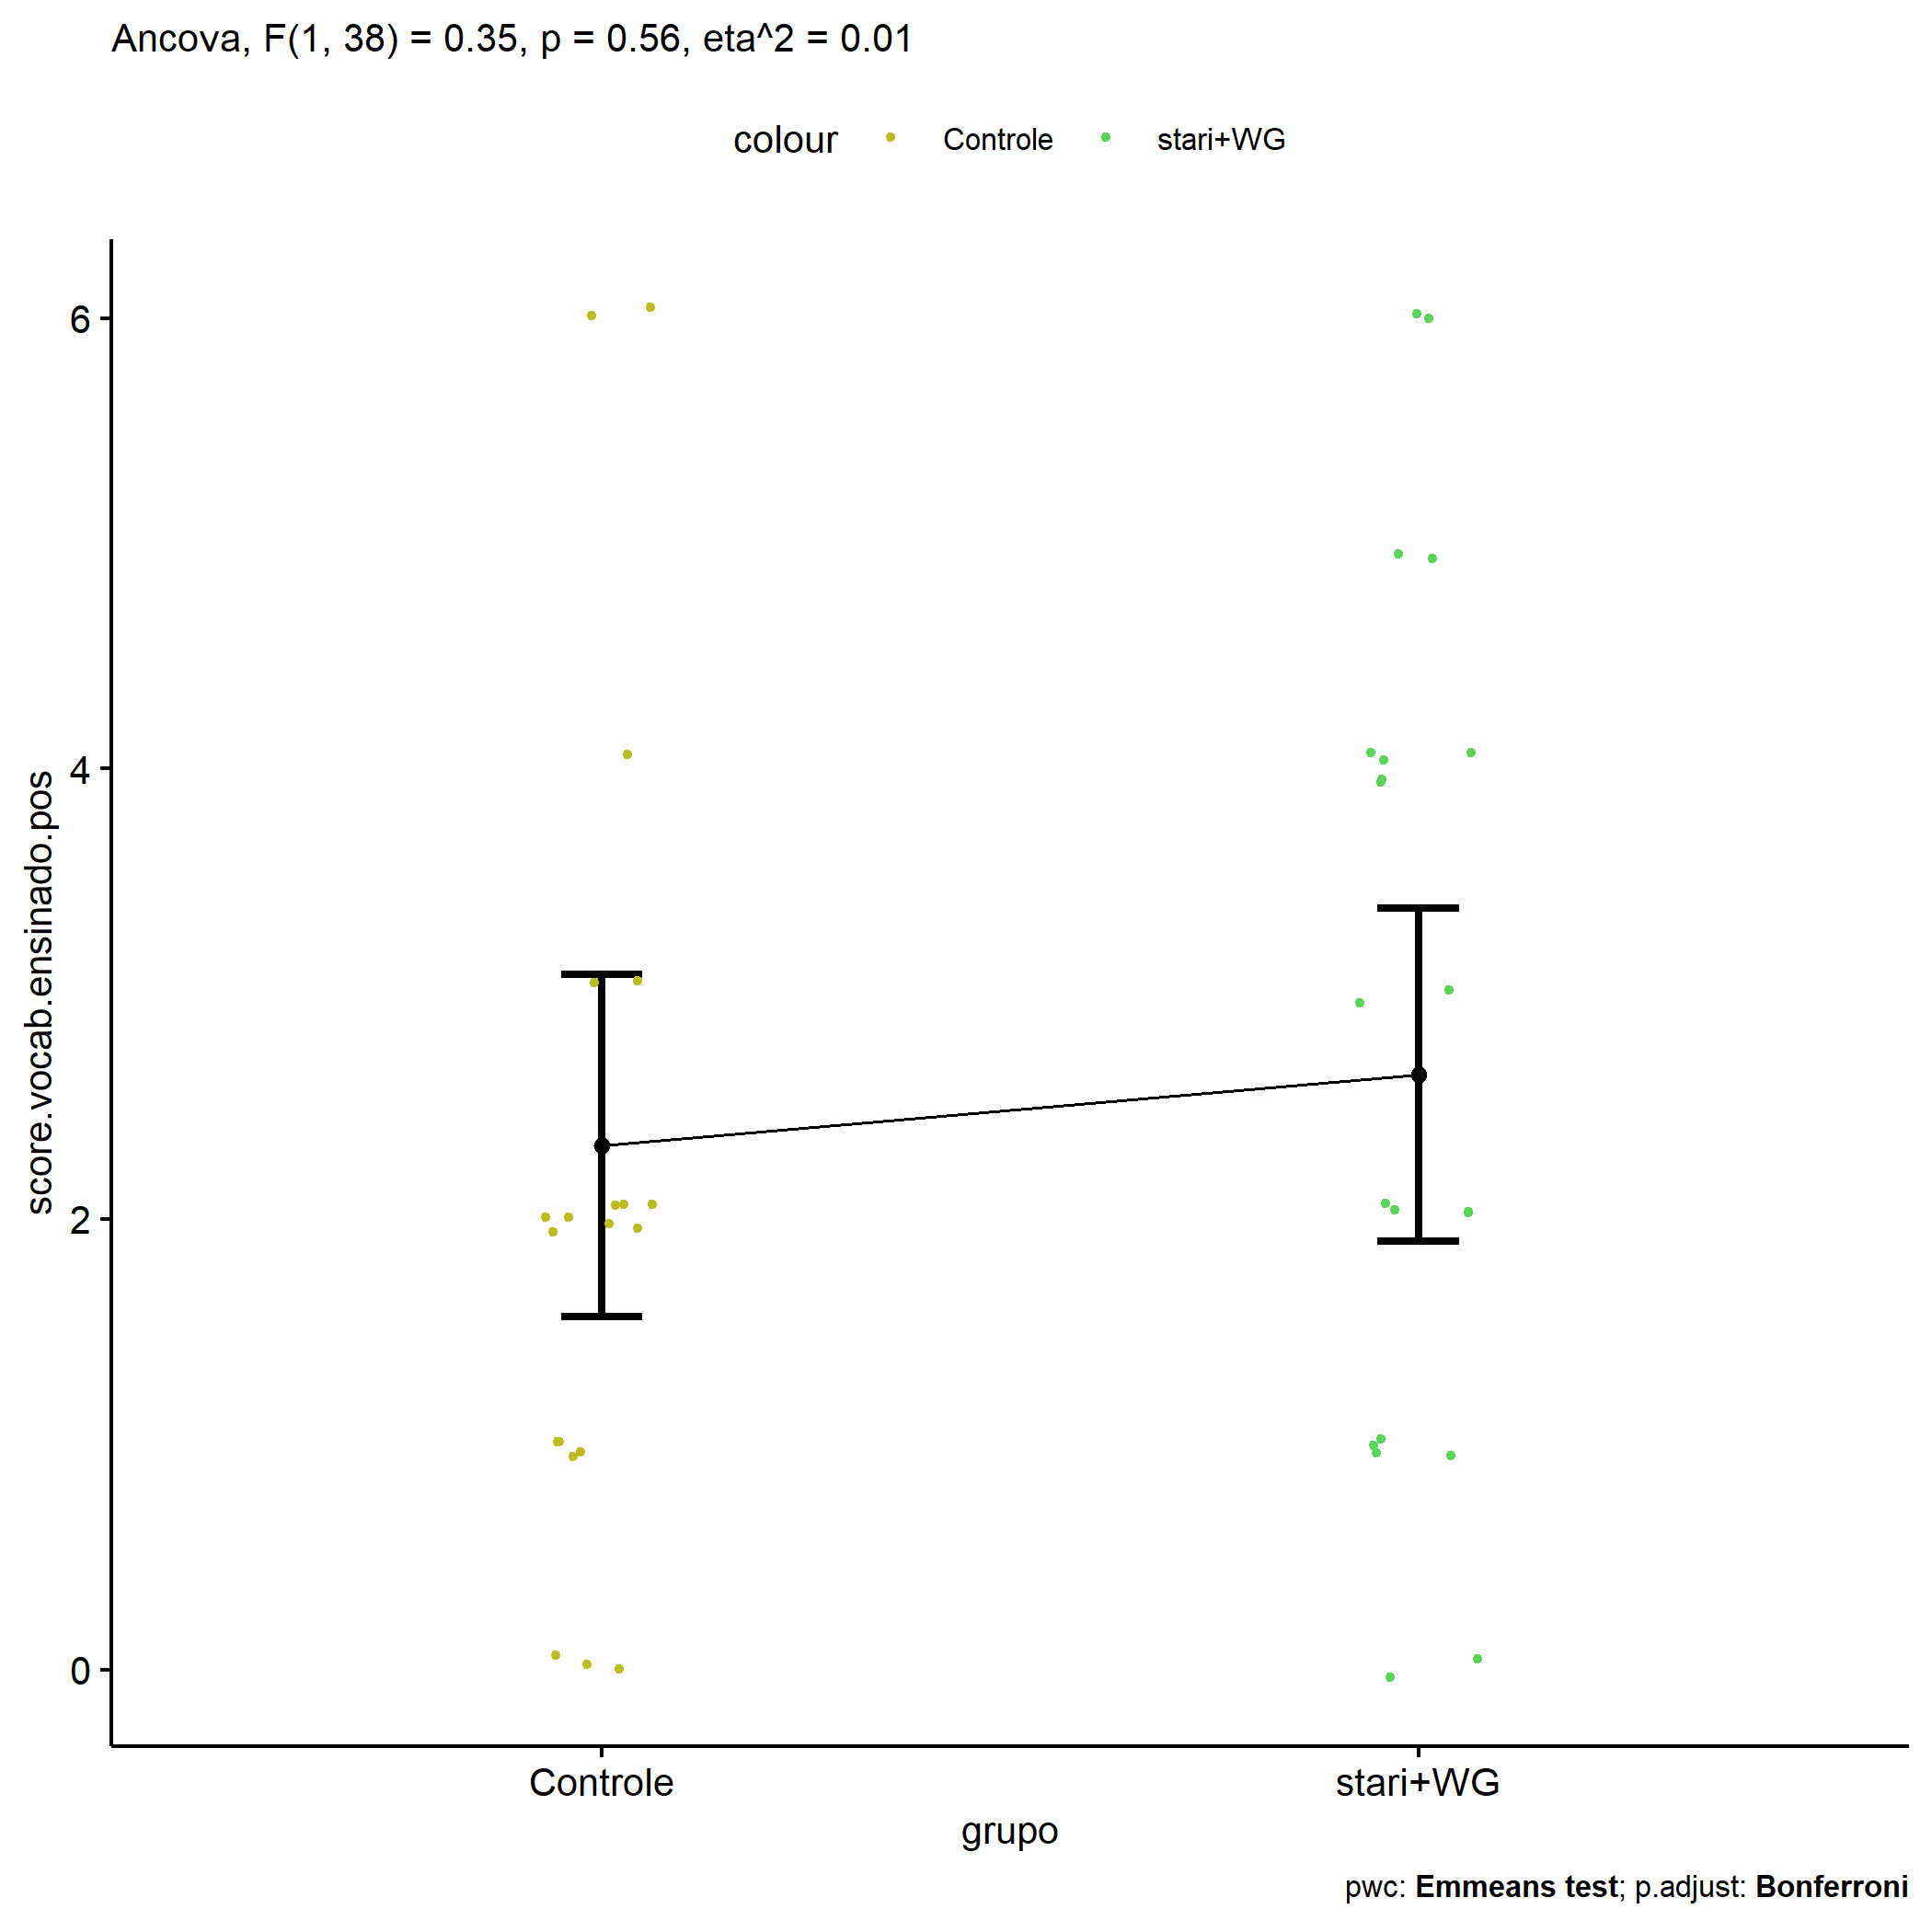 Ancova, F(1, 38) = 0.35, p = 0.56, eta^2 = 0.01
colour Controle stari+WG
score.vocab.ensinado.pos
6
4
2
0
Controle stari+WG
grupo
pwc: Emmeans test; p.adjust: Bonferroni